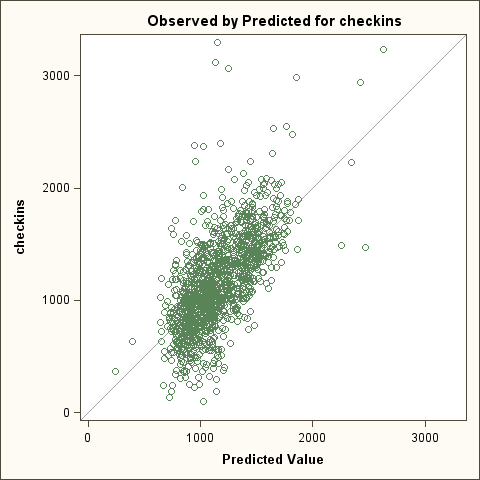 Observed by Predicted for checkins
3000
2000
1000
0
checkins
0 1000 2000 3000
Predicted Value